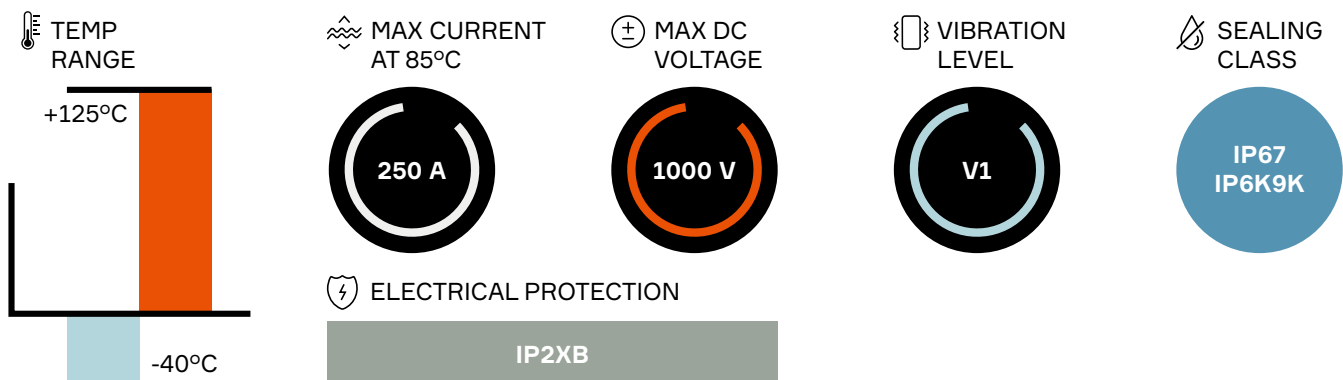 TEMP
RANGE
+125ºC
-40ºC
MAX CURRENT
AT 85ºC
250 A
MAX DC
VOLTAGE
1000 V
VIBRATION
LEVEL
V1
SEALING
CLASS
IP67
IP6K9K
ELECTRICAL PROTECTION
IP2XB